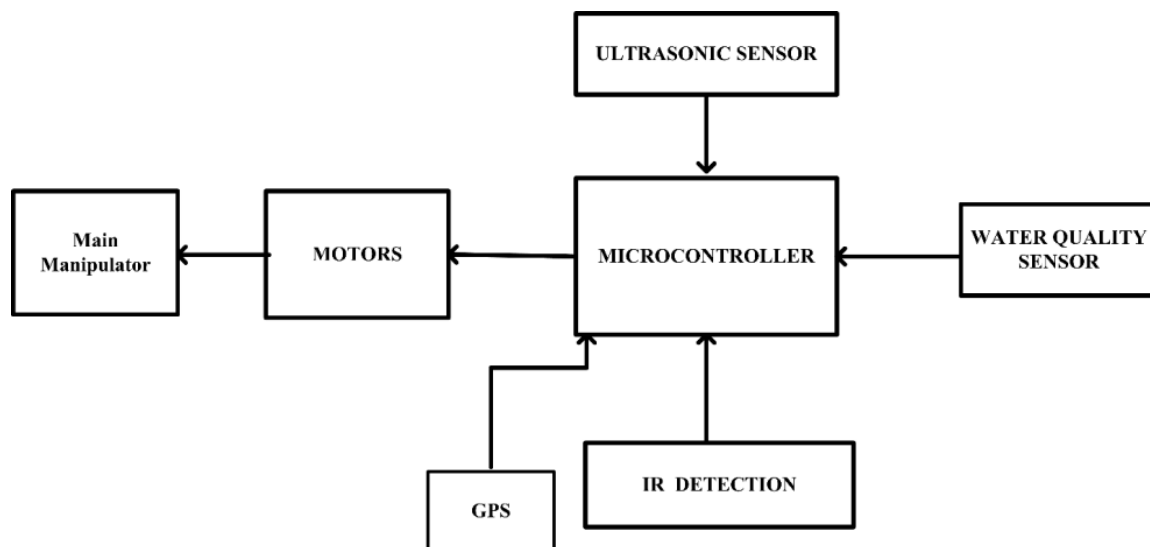 ULTRASONIC SENSOR
Main
Manipulator
MOTORS
MICROCONTROLLER
WATER QUALITY
SENSOR
IR DETECTION
GPS